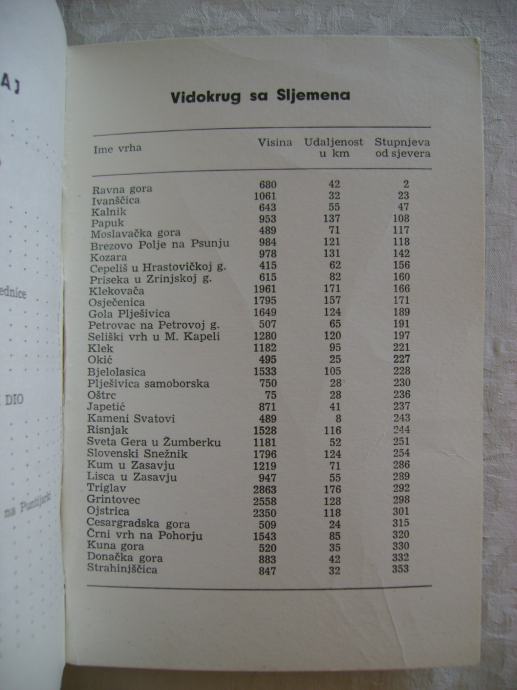 AJ
ednice
DIO
na Puntijarki
Vidokrug sa Sljemena
Ime vrha Visina Udaljenost u km Stupnjeva od sjevera
Ravna gora 680 42 2
Ivanščica 1061 32 23
Kalnik 643 55 47
Papuk 953 137 108
Moslavačka gora 489 71 117
Brezovo Polje na Psunju 984 121 118
Kozara 978 131 142
Cepeliš u Hrastovičkoj g. 415 62 156
Priseka u Zrinjskoj g. 615 82 160
Klekovača 1961 171 166
Osječenica 1795 157 171
Gola Plješivica 1649 124 189
Petrovac na Petrovoj g. 507 65 191
Seliški vrh u M. Kapeli 1280 120 197
Klek 1182 95 221
Okić 495 25 227
Bjelolasica 1533 105 228
Plješivica samoborska 750 28 230
Oštrc 75 28 236
Japetić 871 41 237
Kameni Svatovi 489 8 243
Risnjak 1528 116 244
Sveta Gera u Žumberku 1181 52 251
Slovenski Snežnik 1796 124 254
Kum u Zasavju 1219 71 286
Lisca u Zasavju 947 55 289
Triglav 2863 176 292
Grintovec 2558 128 298
Ojstrica 2350 118 301
Cesargradska gora 509 24 315
Črni vrh na Pohorju 1543 85 320
Kuna gora 520 35 330
Donačka gora 883 42 332
Strahinjščica 847 32 353